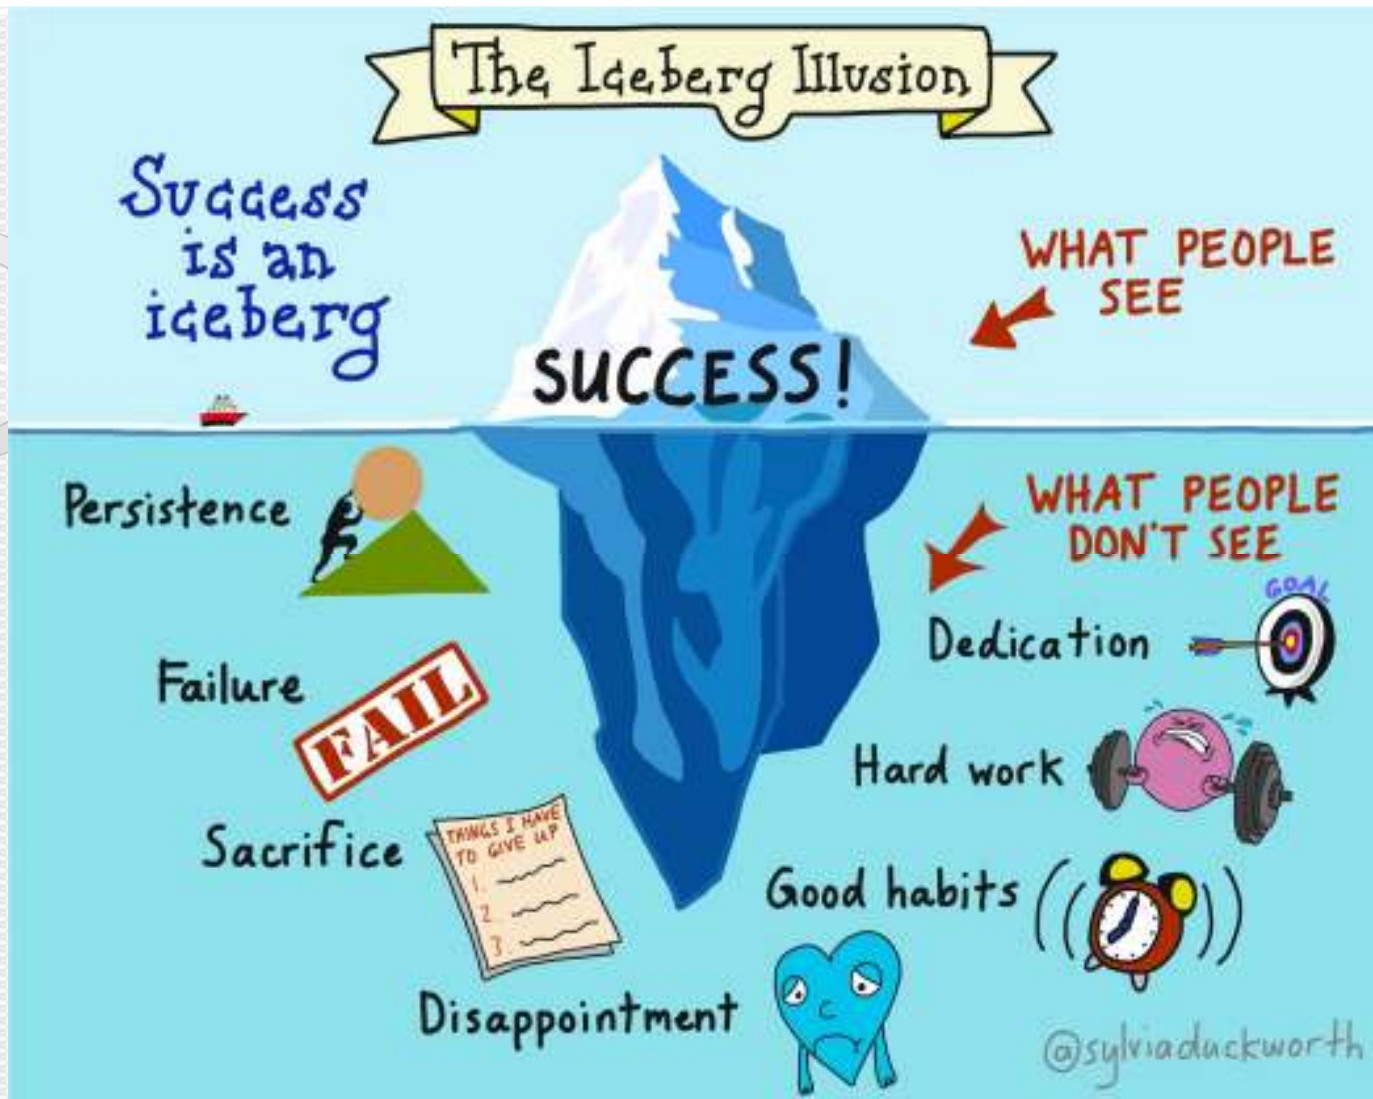 The Iceberg Illusion
Success
is an
iceberg
WHAT PEOPLE
SEE
SUCCESS!
Persistence
WHAT PEOPLE
DON'T SEE
GOAL
Dedication
Failure
FAIL
Hard work
Sacrifice
THINGS I HAVE
TO GIVE UP
1.
2.
3.
Good habits
Disappointment
@sylviaduckworth